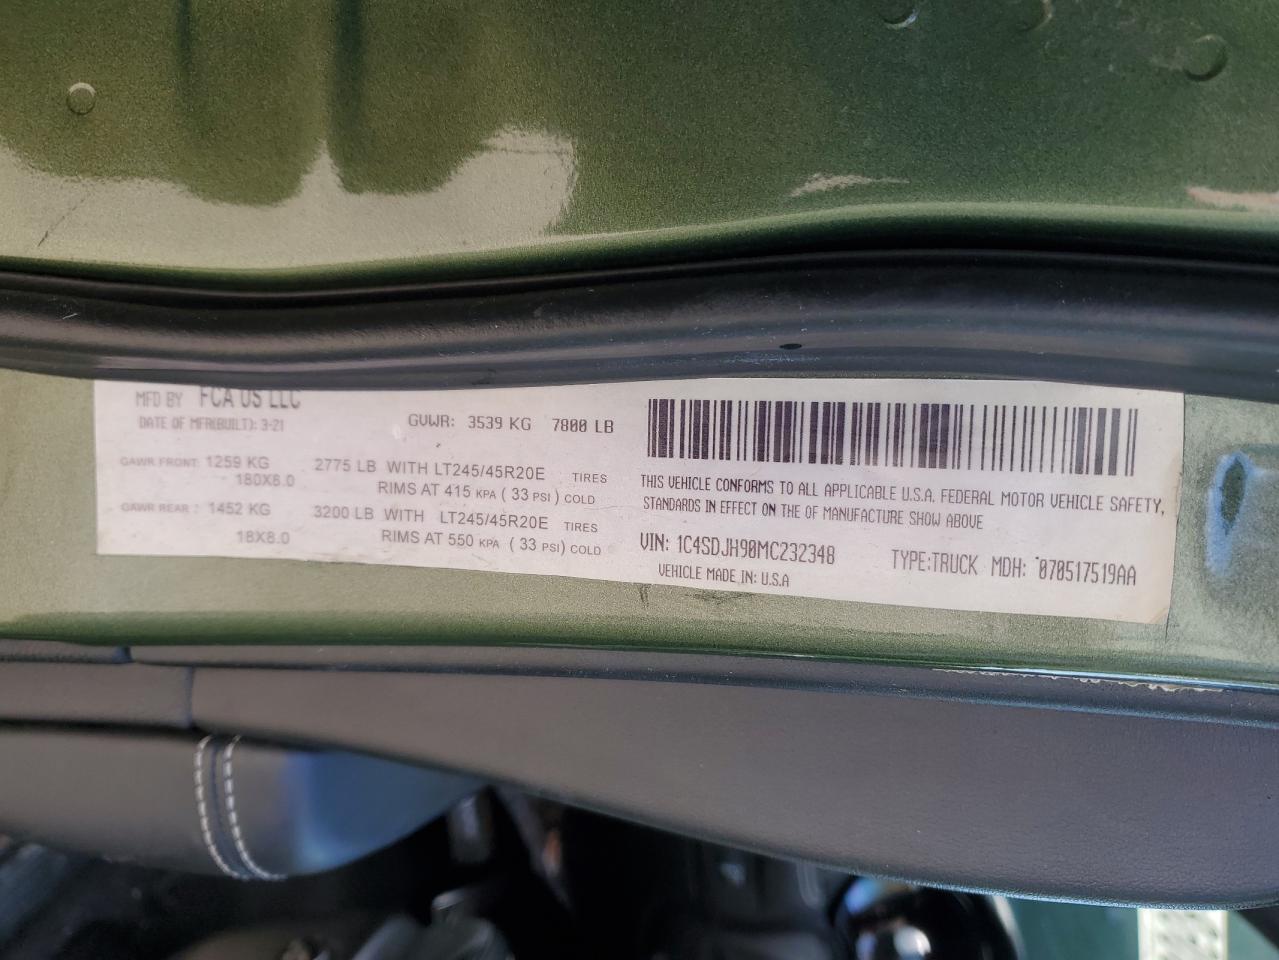 MFD BY FCA US LLC
DATE OF MFR(BUILT): 3-21
GVWR: 3539 KG 7800 LB
GAWR FRONT: 1259 KG 2775 LB WITH LT245/45R20E TIRES
180X6.0 RIMS AT 415 KPA ( 33 PSI ) COLD
GAWR REAR : 1452 KG 3200 LB WITH LT245/45R20E TIRES
18X8.0 RIMS AT 550 KPA ( 33 PSI ) COLD
THIS VEHICLE CONFORMS TO ALL APPLICABLE U.S.A. FEDERAL MOTOR VEHICLE SAFETY,
STANDARDS IN EFFECT ON THE OF MANUFACTURE SHOW ABOVE
VIN: 1C4SDJH90MC232348 TYPE:TRUCK MDH: 070517519AA
VEHICLE MADE IN: U.S.A